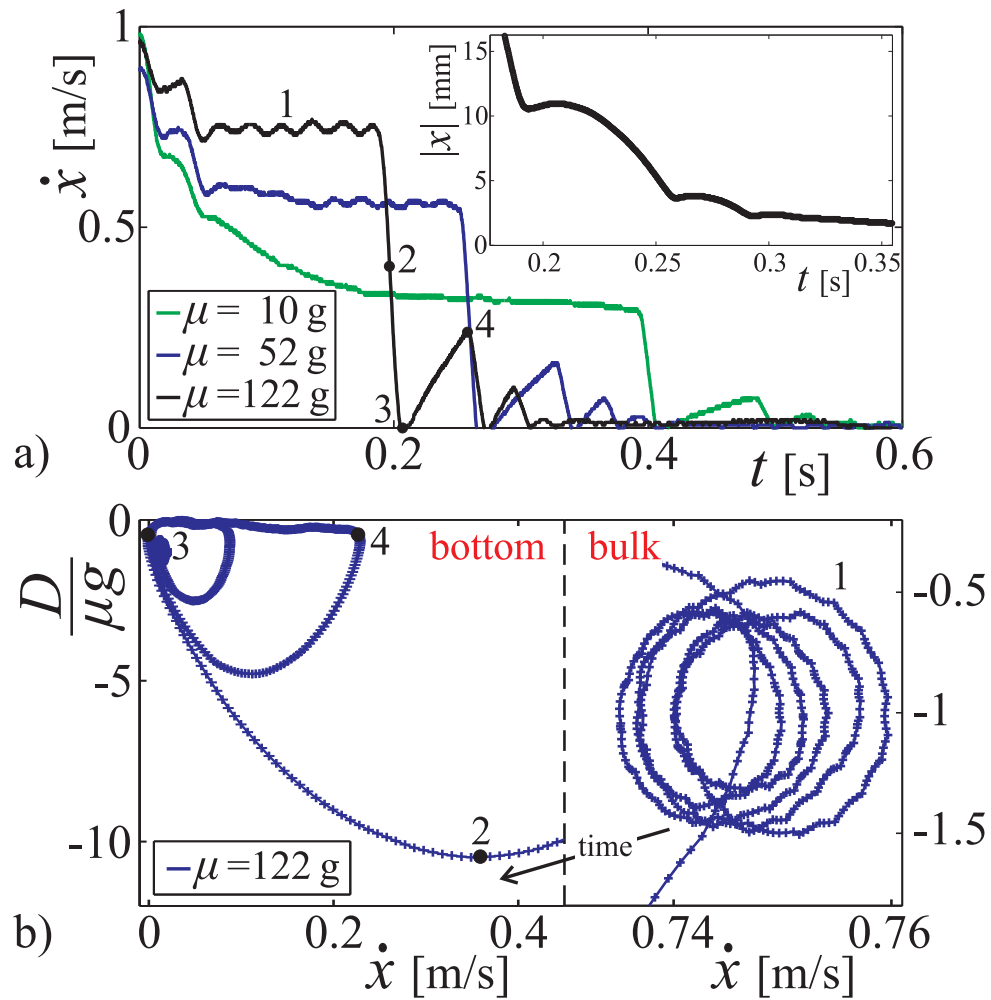 1
ẋ [m/s]
0.5
0
a)
1
2
3
4
μ = 10 g
μ = 52 g
μ =122 g
0
0.2
0.4
0.6
t [s]
|x| [mm]
15
10
5
0
0.2
0.25
0.3
0.35
t [s]
b)
D/μg
0
-5
-10
3
4
2
bottom
bulk
1
-0.5
-1
-1.5
time
μ =122 g
0
0.2
0.4
0.74
0.76
ẋ [m/s]
ẋ [m/s]